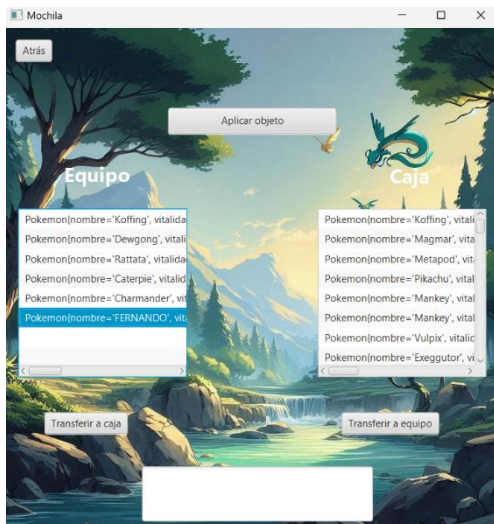 Mochila
Atrás
Aplicar objeto
Equipo
Caja
Pokemon{nombre='Koffing', vitalida
Pokemon{nombre='Dewgong', vitali
Pokemon{nombre='Rattata', vitalida
Pokemon{nombre='Caterpie', vitalid
Pokemon{nombre='Charmander', vit
Pokemon{nombre='FERNANDO', vita
Pokemon{nombre='Koffing', vitali
Pokemon{nombre='Magmar', vita
Pokemon{nombre='Metapod', vita
Pokemon{nombre='Pikachu', vital
Pokemon{nombre='Mankey', vital
Pokemon{nombre='Mankey', vital
Pokemon{nombre='Vulpix', vitalid
Pokemon{nombre='Exeggutor', vi
Transferir a caja
Transferir a equipo